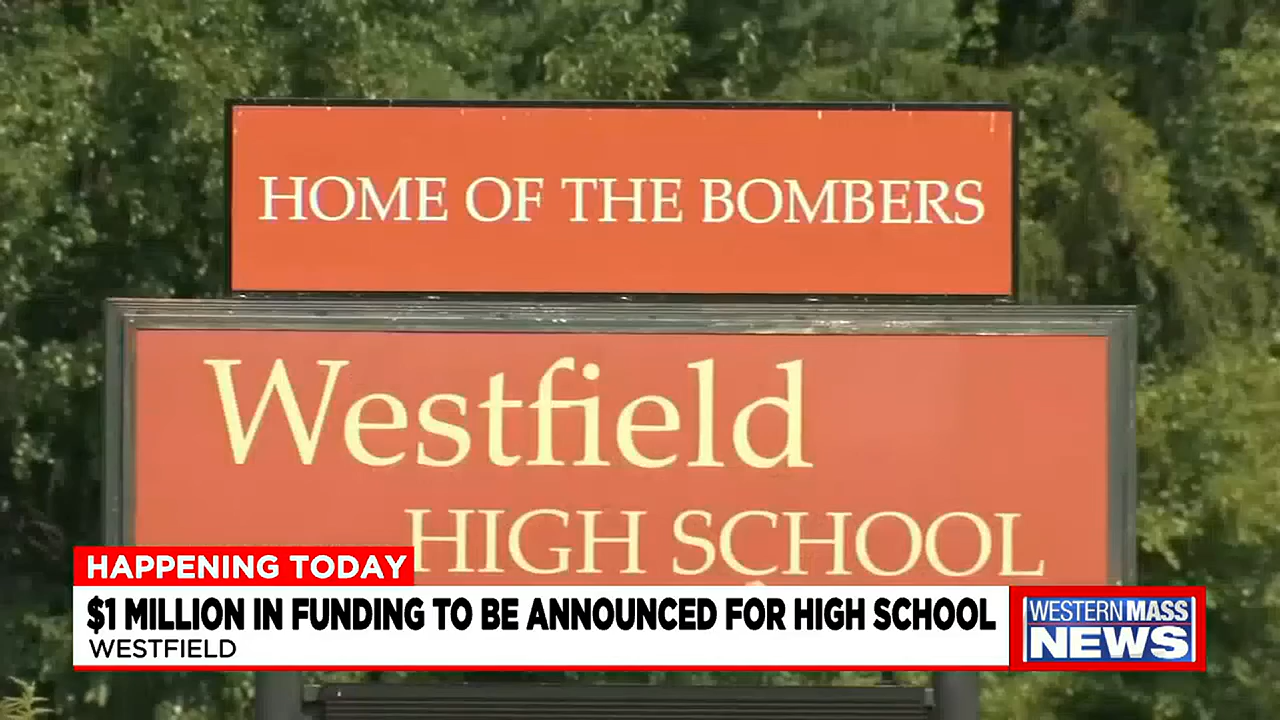 HOME OF THE BOMBERS
Westfield
HIGH SCHOOL
HAPPENING TODAY
$1 MILLION IN FUNDING TO BE ANNOUNCED FOR HIGH SCHOOL
WESTFIELD
WESTERN MASS
NEWS